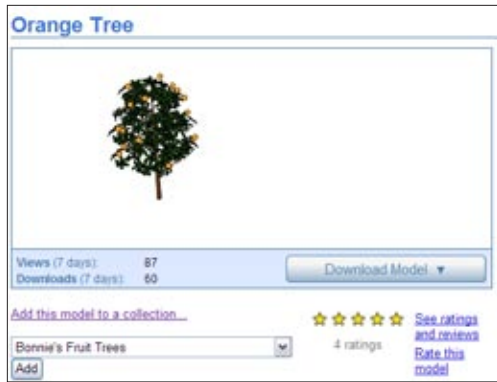 Orange Tree
Views (7 days): 87
Downloads (7 days): 60
Download Model ▼
Add this model to a collection...
Bonnie's Fruit Trees
Add
4 ratings
See ratings
and reviews
Rate this
model